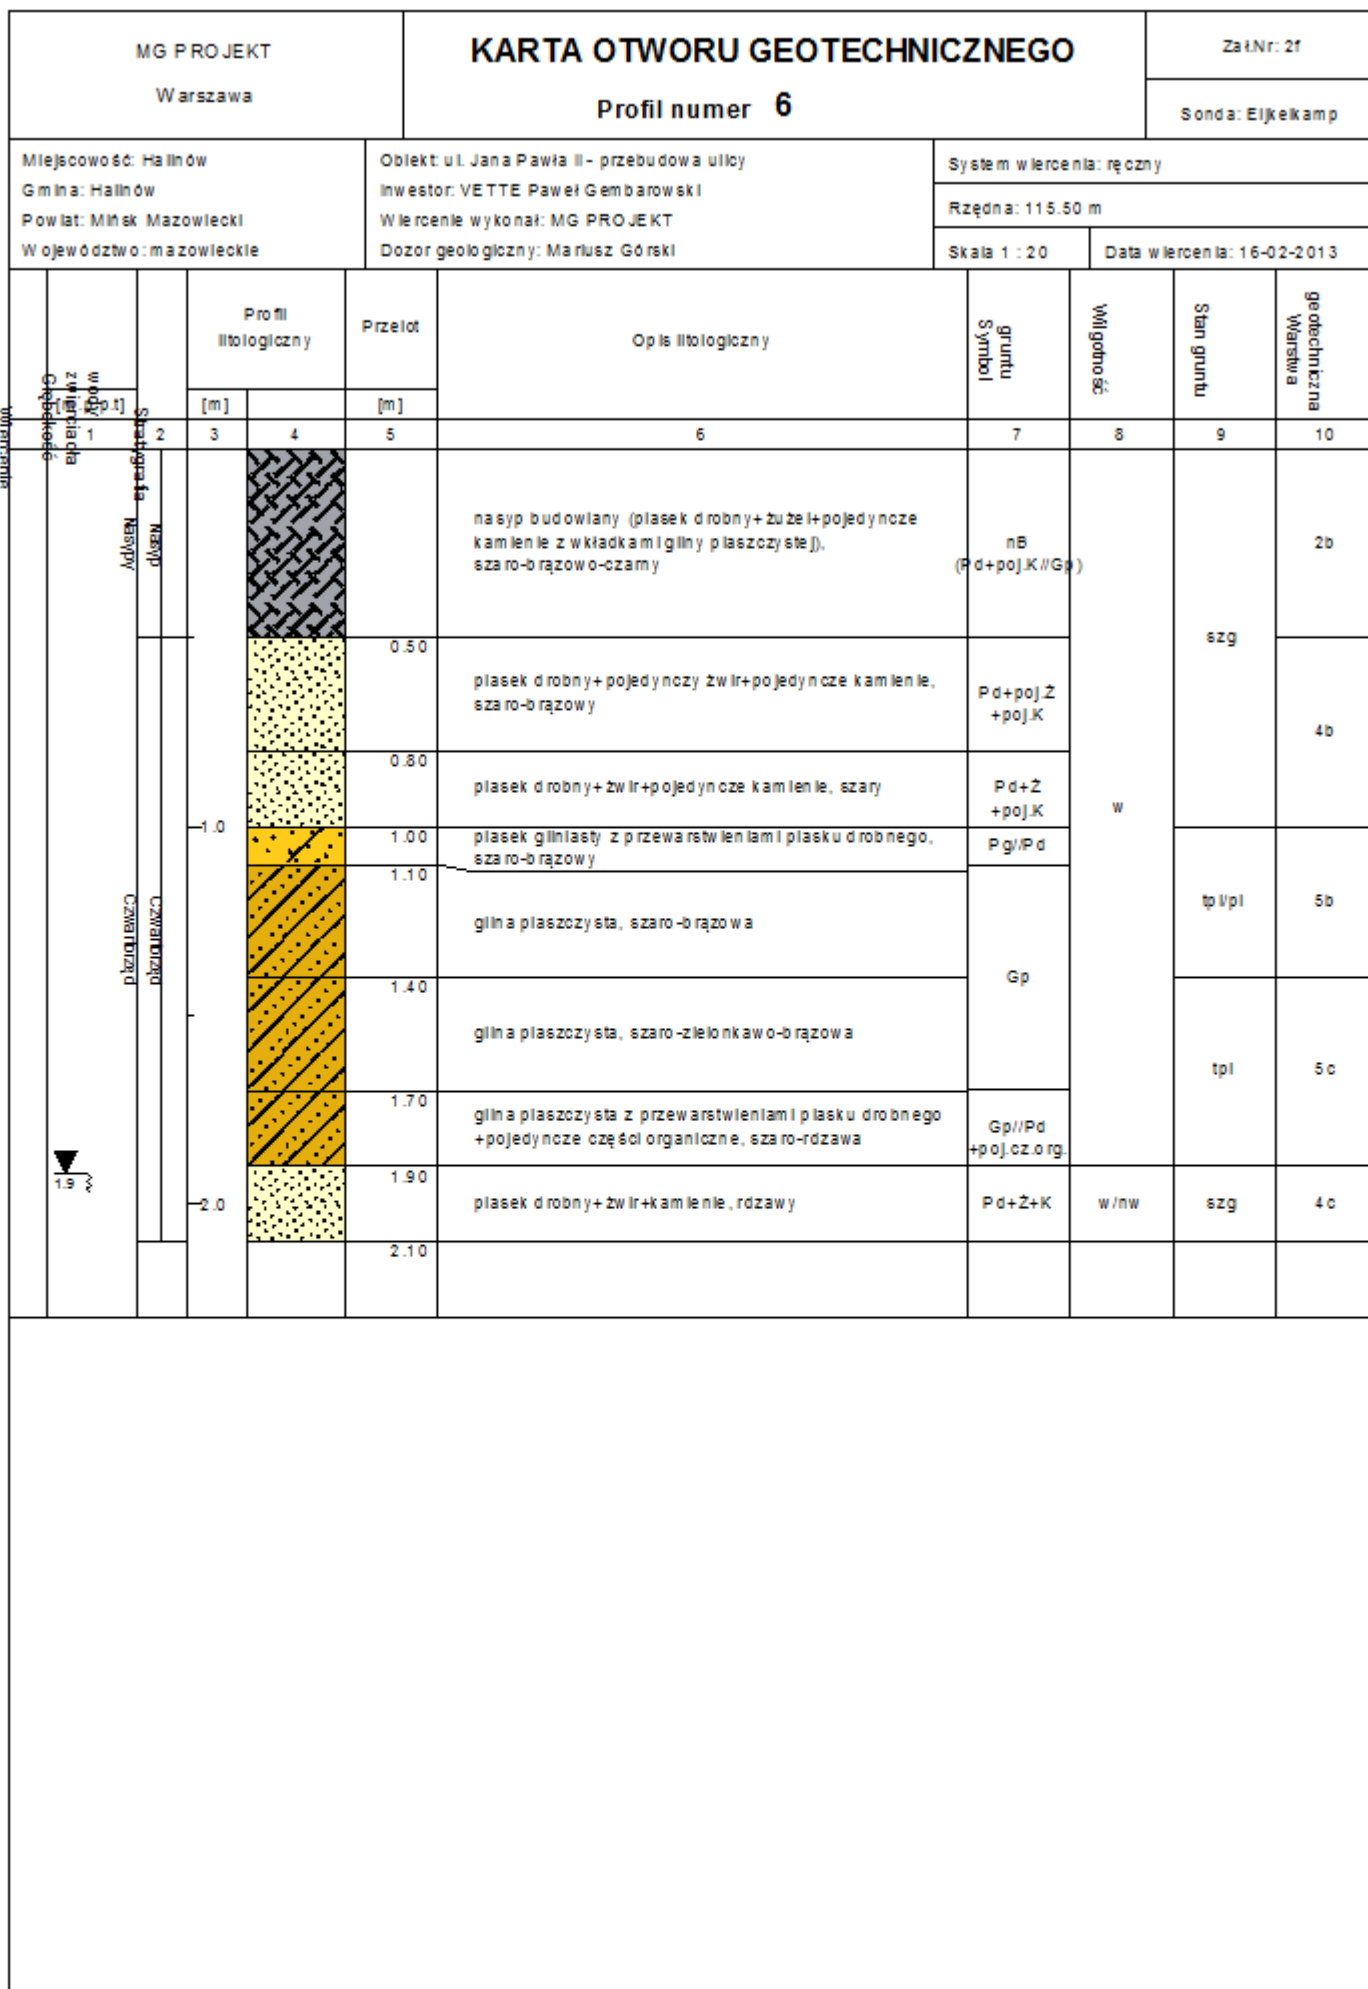 MG PROJEKT
Warszawa
KARTA OTWORU GEOTECHNICZNEGO
Profil numer 6
Zał.Nr: 2f
Sonda: Eijkelkamp
Miejscowość: Halinów
Gmina: Halinów
Powiat: Mińsk Mazowiecki
Województwo: mazowieckie
Obiekt: ul. Jana Pawła II - przebudowa ulicy
Inwestor: VETTE Paweł Gembarowski
Wiercenie wykonał: MG PROJEKT
Dozór geologiczny: Mariusz Górski
System wiercenia: ręczny
Rzędna: 115.50 m
Skala 1 : 20
Data wiercenia: 16-02-2013
Wiercenie
Głębokość
zwierciadła
wody
[m.p.p.t]
Stratygrafia
Profil
litologiczny
[m]
Przelot
[m]
Opis litologiczny
Symbol
gruntu
Wilgotność
Stan gruntu
Warstwa
geotechniczna
1 2 3 4 5 6 7 8 9 10
Nasypy
Nasyp
nasyp budowlany (piasek drobny+żużel+pojedyncze
kamienie z wkładkami gliny piaszczystej),
szaro-brązowo-czarny
nB
(Pd+poj.K//Gp)
2b
szg
0.50
piasek drobny+pojedynczy żwir+pojedyncze kamienie,
szaro-brązowy
Pd+poj.Ż
+poj.K
4b
0.80
piasek drobny+żwir+pojedyncze kamienie, szary
Pd+Ż
+poj.K
w
1.0
1.00
piasek gliniasty z przewarstwieniami piasku drobnego,
szaro-brązowy
Pg//Pd
1.10
Czwartorzęd
Czwartorzęd
glina piaszczysta, szaro-brązowa
tpl/pl
5b
Gp
1.40
glina piaszczysta, szaro-zielonkawo-brązowa
tpl
5c
1.70
glina piaszczysta z przewarstwieniami piasku drobnego
+pojedyncze części organiczne, szaro-rdzawa
Gp//Pd
+poj.cz.org.
1.9
1.90
2.0
piasek drobny+żwir+kamienie, rdzawy
Pd+Ż+K
w/nw
szg
4c
2.10